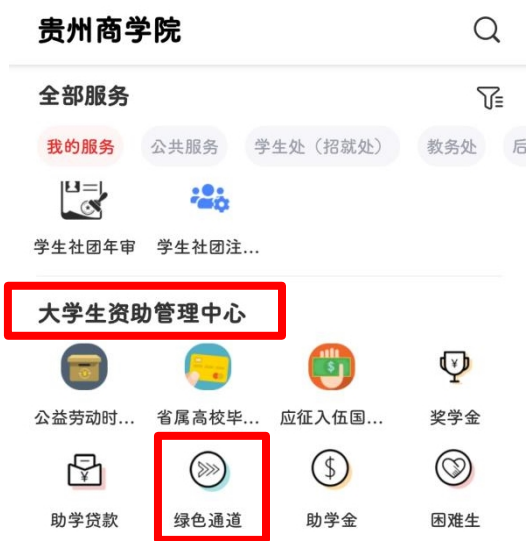 贵州商学院
全部服务
我的服务 公共服务 学生处（招就处） 教务处 后
学生社团年审 学生社团注...
大学生资助管理中心
公益劳动时... 省属高校毕... 应征入伍国... 奖学金
助学贷款 绿色通道 助学金 困难生